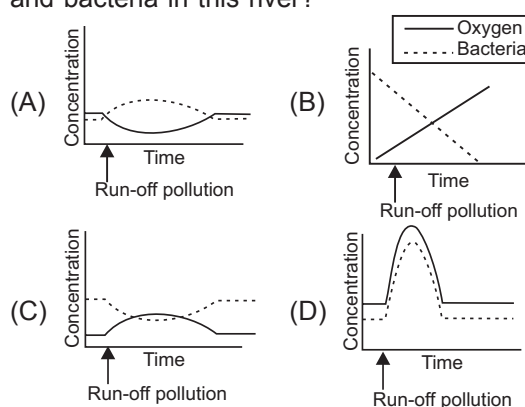 and bacteria in this river?
Oxygen
Bacteria
(A)
Concentration
Time
Run-off pollution
(B)
Concentration
Time
Run-off pollution
(C)
Concentration
Time
Run-off pollution
(D)
Concentration
Time
Run-off pollution